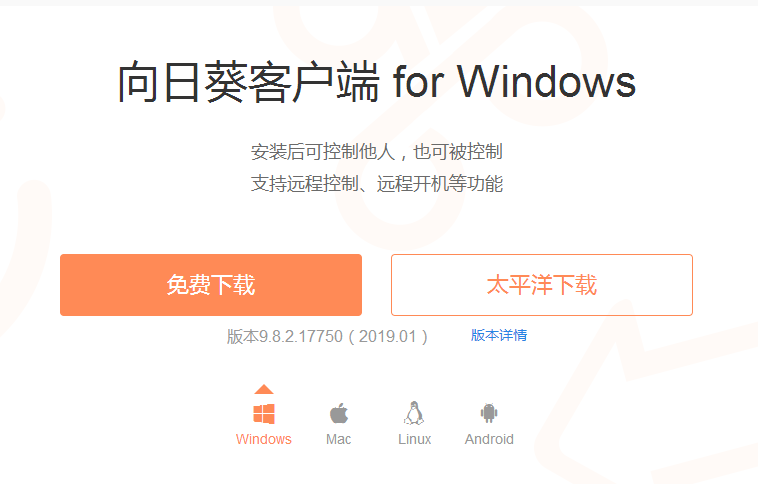 向日葵客户端 for Windows
安装后可控制他人，也可被控制
支持远程控制、远程开机等功能
免费下载
太平洋下载
版本9.8.2.17750（2019.01）
版本详情
Windows
Mac
Linux
Android